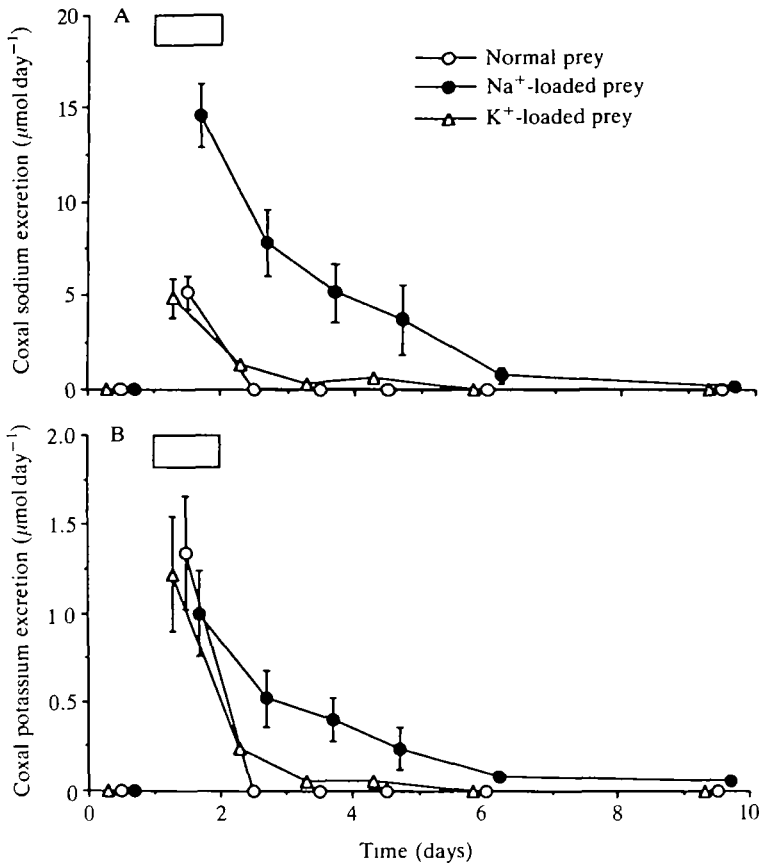 A
20
15
10
5
0
Coxal sodium excretion (μmol day⁻¹)
Normal prey
Na⁺-loaded prey
K⁺-loaded prey
B
2.0
1.5
1 0
0.5
0
Coxal potassium excretion (μmol day⁻¹)
0 2 4 6 8 10
Time (days)